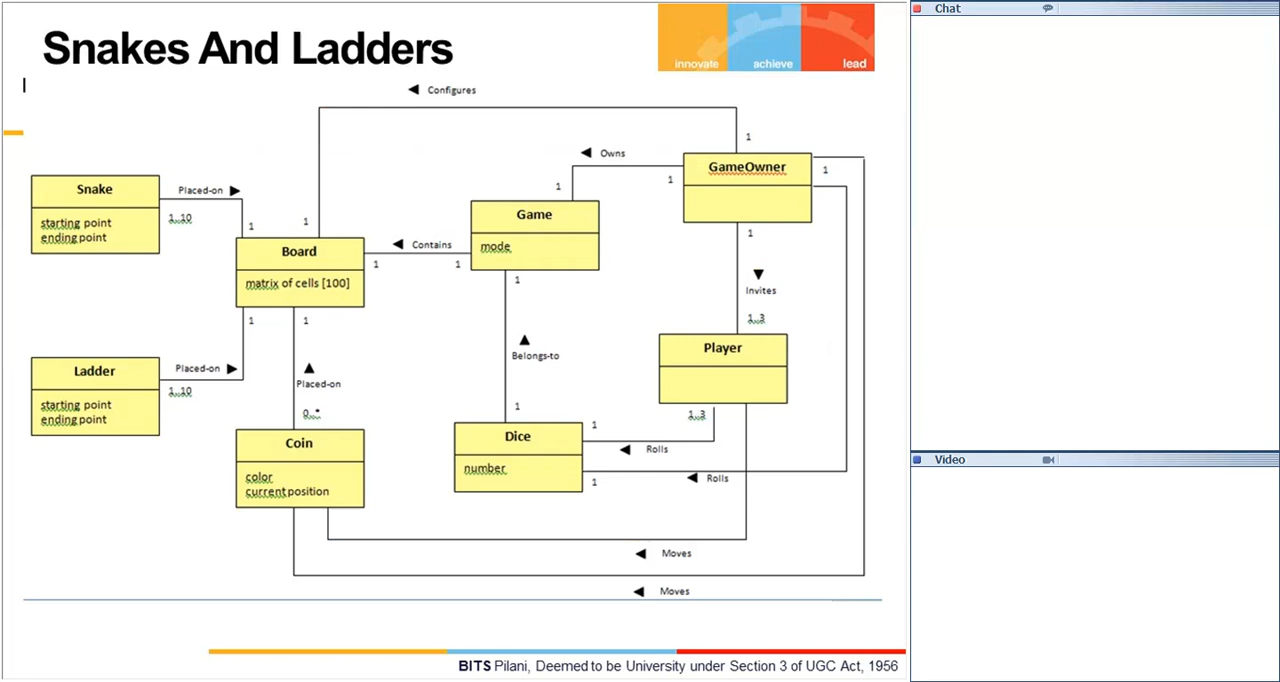 Snakes And Ladders
innovate achieve lead
Configures
1
Owns
GameOwner
1
1
1
Snake
Placed-on
starting point
ending point
1..10
1
1
Game
mode
Contains
1
1
Board
matrix of cells [100]
1
1
1
1
Invites
1..3
Ladder
Placed-on
starting point
ending point
1..10
Placed-on
0..*
Belongs-to
1
Player
1..3
Coin
color
current position
Dice
number
1
Rolls
1
Rolls
Moves
Moves
BITS Pilani, Deemed to be University under Section 3 of UGC Act, 1956
Chat
Video